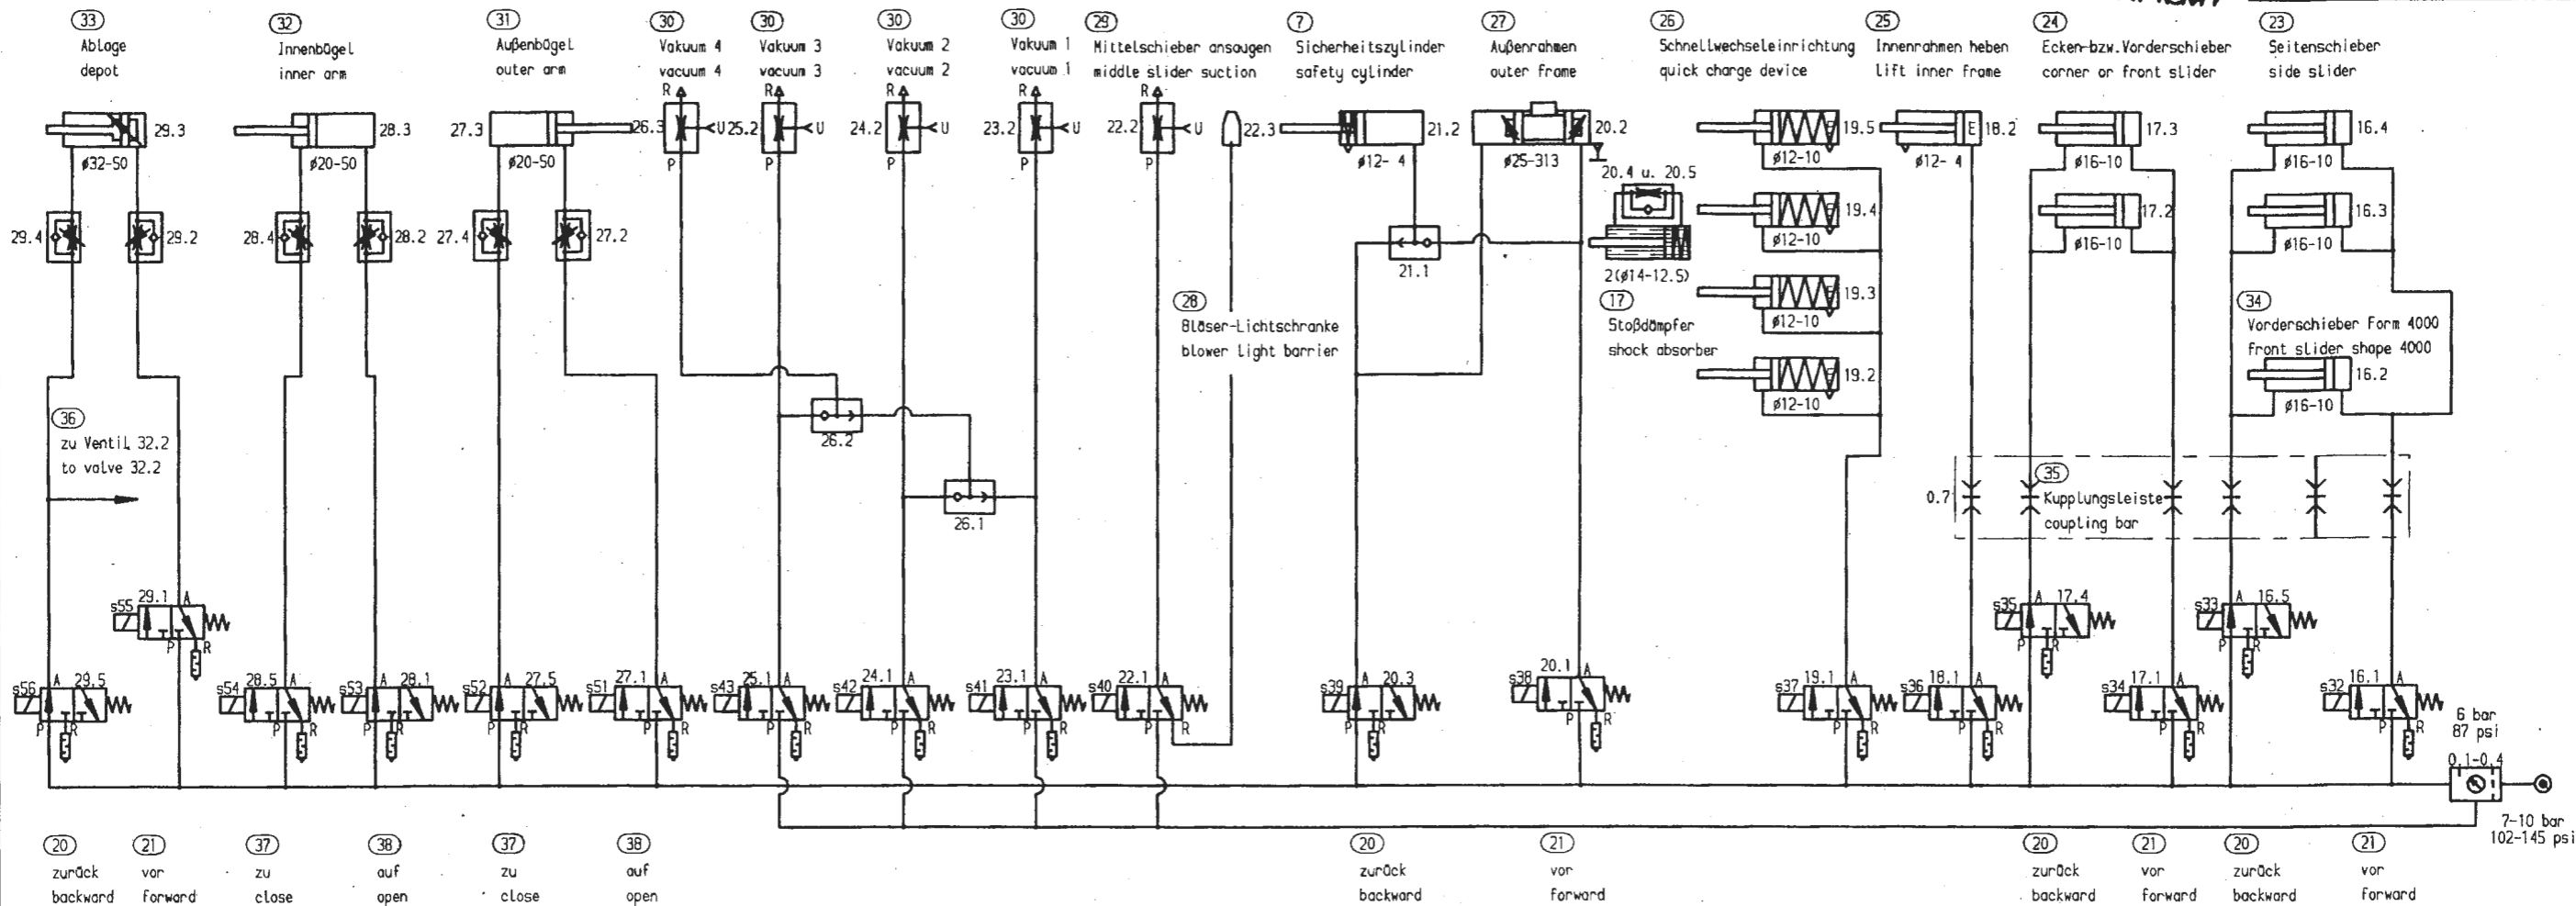 33
Ablage
depot
32
Innenbügel
inner arm
31
Außenbügel
outer arm
30
Vakuum 4
vacuum 4
30
Vakuum 3
vacuum 3
30
Vakuum 2
vacuum 2
30
Vakuum 1
vacuum 1
29
Mittelschieber ansaugen
middle slider suction
7
Sicherheitszylinder
safety cylinder
27
Außenrahmen
outer frame
26
Schnellwechseleinrichtung
quick charge device
25
Innenrahmen heben
lift inner frame
24
Ecken-bzw.Vorderschieber
corner or front slider
23
Seitenschieber
side slider
R R R R R
29.3 28.3 27.3 26.3 U 25.2 U 24.2 U 23.2 U 22.2 U 22.3 21.2 20.2 19.5 E 18.2 17.3 16.4
P P P P P
ø32-50 ø20-50 ø20-50 ø12- 4 ø25-313 ø12-10 ø12- 4 ø16-10 ø16-10
20.4 u. 20.5
19.4 17.2 16.3
ø12-10 ø16-10 ø16-10
29.4 29.2 28.4 28.2 27.4 27.2
21.1
2(ø14-12.5)
17
Stoßdämpfer
shock absorber
28
Bläser-Lichtschranke
blower light barrier
19.3
ø12-10
19.2
ø12-10
34
Vorderschieber Form 4000
front slider shape 4000
16.2
ø16-10
36
zu Ventil 32.2
to valve 32.2
26.2
26.1
0.7
35
Kupplungsleiste
coupling bar
s55 29.1 A
P R
s35 A 17.4
P R
s33 A 16.5
P R
s56 A 29.5
P R
s54 28.5 A
P R
s53 A 28.1
P R
s52 A 27.5
P R
s51 27.1 A
P R
s43 25.1 A
P R
s42 24.1 A
P R
s41 23.1 A
P R
s40 22.1 A
P R
s39 A 20.3
P R
s38 20.1 A
P R
s37 19.1 A
P R
s36 18.1 A
P R
s34 17.1 A
P R
s32 16.1 A
P R
6 bar
87 psi
0.1-0.4
7-10 bar
102-145 psi
20
zurück
backward
21
vor
forward
37
zu
close
38
auf
open
37
zu
close
38
auf
open
20
zurück
backward
21
vor
forward
20
zurück
backward
21
vor
forward
20
zurück
backward
21
vor
forward